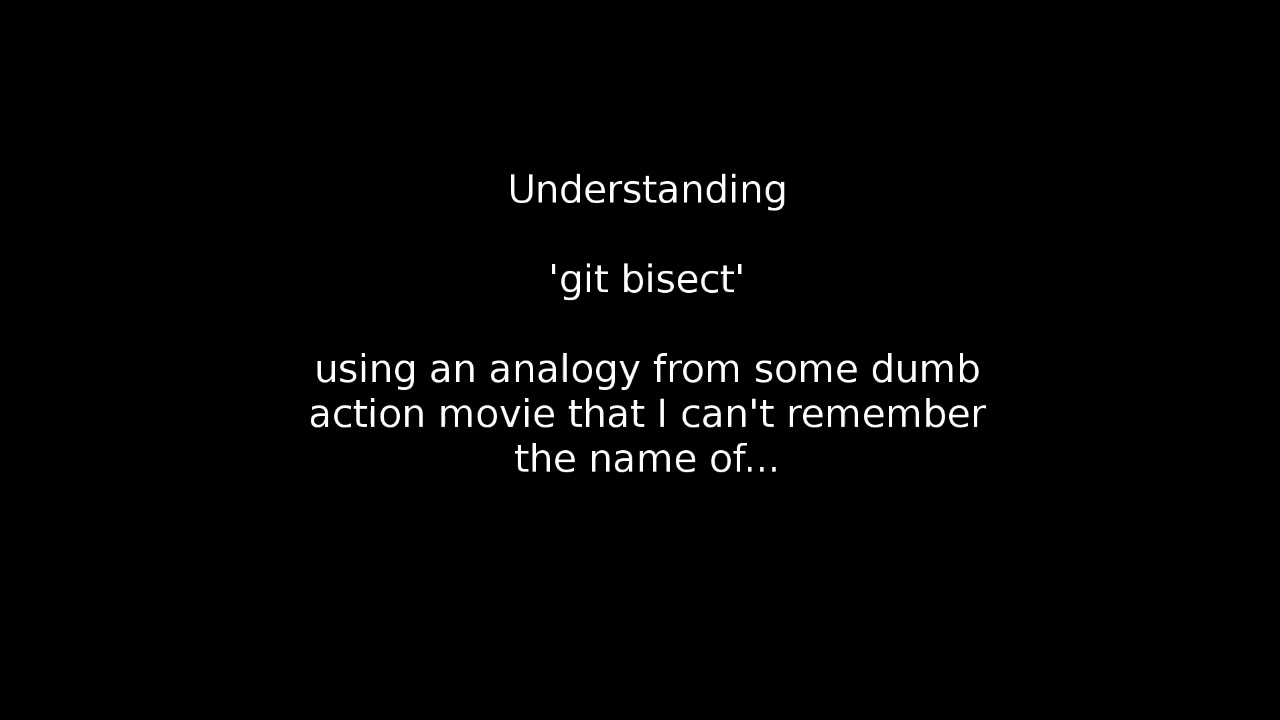 Understanding
'git bisect'
using an analogy from some dumb
action movie that I can't remember
the name of...